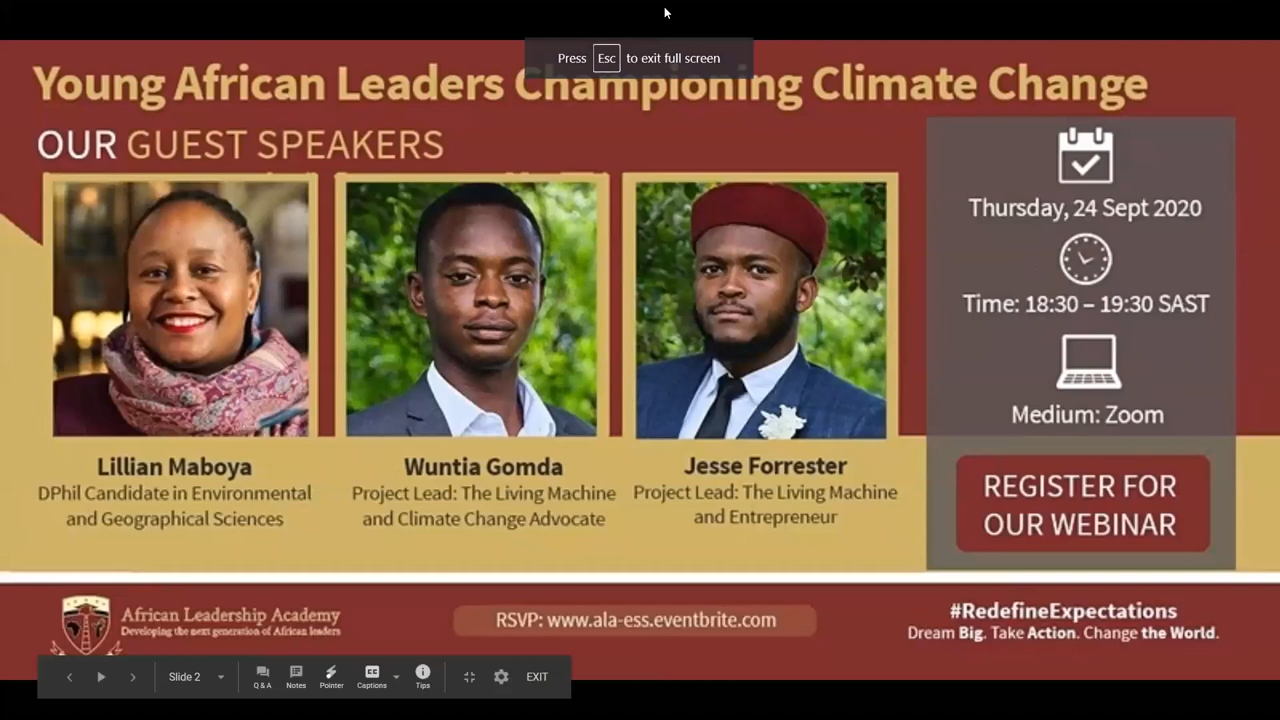 Press Esc to exit full screen
Young African Leaders Championing Climate Change
OUR GUEST SPEAKERS
Thursday, 24 Sept 2020
Time: 18:30 – 19:30 SAST
Medium: Zoom
REGISTER FOR
OUR WEBINAR
Lillian Maboya
DPhil Candidate in Environmental
and Geographical Sciences
Wuntia Gomda
Project Lead: The Living Machine
and Climate Change Advocate
Jesse Forrester
Project Lead: The Living Machine
and Entrepreneur
African Leadership Academy
Developing the next generation of African leaders
RSVP: www.ala-ess.eventbrite.com
#RedefineExpectations
Dream Big. Take Action. Change the World.
Slide 2
Q & A
Notes
Pointer
CC
Captions
Tips
EXIT